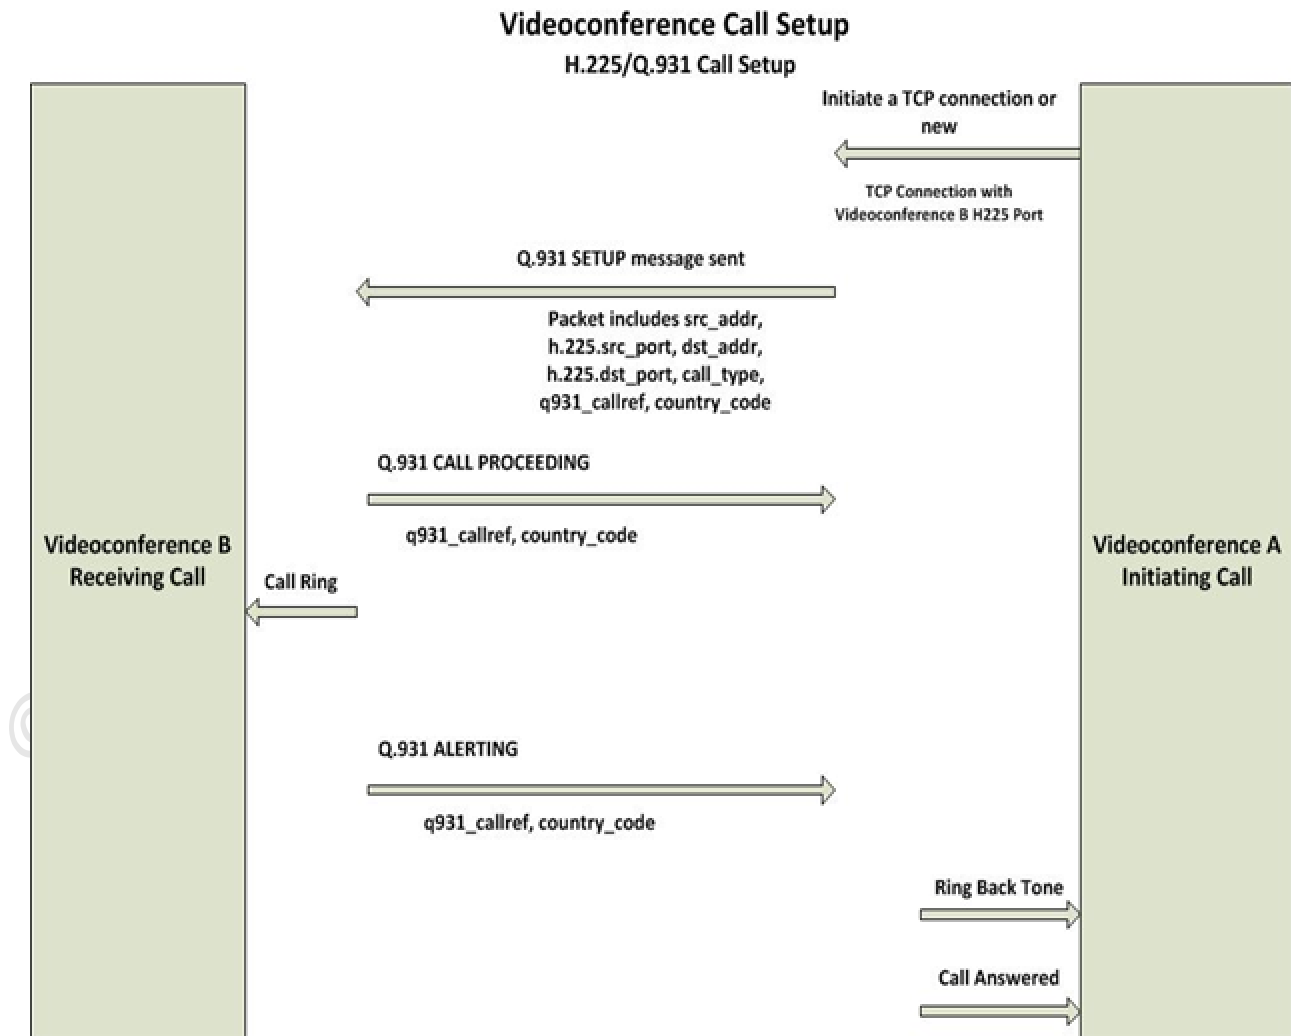 Videoconference Call Setup
H.225/Q.931 Call Setup
Initiate a TCP connection or
new
TCP Connection with
Videoconference B H225 Port
Q.931 SETUP message sent
Packet includes src_addr,
h.225.src_port, dst_addr,
h.225.dst_port, call_type,
q931_callref, country_code
Q.931 CALL PROCEEDING
q931_callref, country_code
Videoconference B
Receiving Call
Videoconference A
Initiating Call
Call Ring
Q.931 ALERTING
q931_callref, country_code
Ring Back Tone
Call Answered